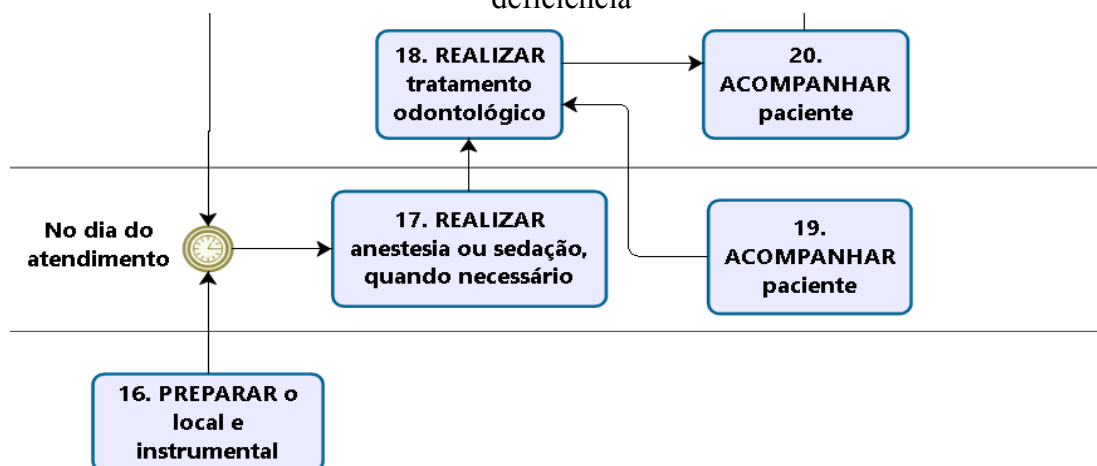 deficiência
18. REALIZAR
tratamento
odontológico
20.
ACOMPANHAR
paciente
No dia do
atendimento
17. REALIZAR
anestesia ou sedação,
quando necessário
19.
ACOMPANHAR
paciente
16. PREPARAR o
local e
instrumental